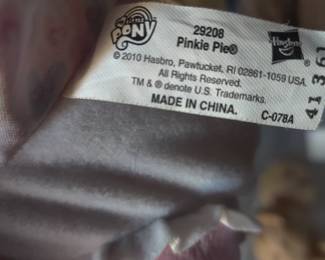 my LITTLE PONY
29208
Pinkie Pie®
Hasbro
© 2010 Hasbro, Pawtucket, RI 02861-1059 USA.
All Rights Reserved.
TM & ® denote U.S. Trademarks.
MADE IN CHINA.
C-078A
41361